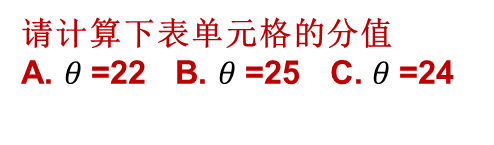 请计算下表单元格的分值
A. θ =22 B. θ =25 C. θ =24